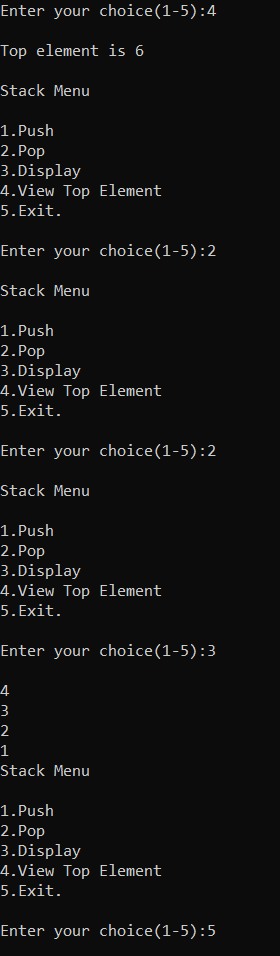 Enter your choice(1-5):4
Top element is 6
Stack Menu
1.Push
2.Pop
3.Display
4.View Top Element
5.Exit.
Enter your choice(1-5):2
Stack Menu
1.Push
2.Pop
3.Display
4.View Top Element
5.Exit.
Enter your choice(1-5):2
Stack Menu
1.Push
2.Pop
3.Display
4.View Top Element
5.Exit.
Enter your choice(1-5):3
4
3
2
1
Stack Menu
1.Push
2.Pop
3.Display
4.View Top Element
5.Exit.
Enter your choice(1-5):5